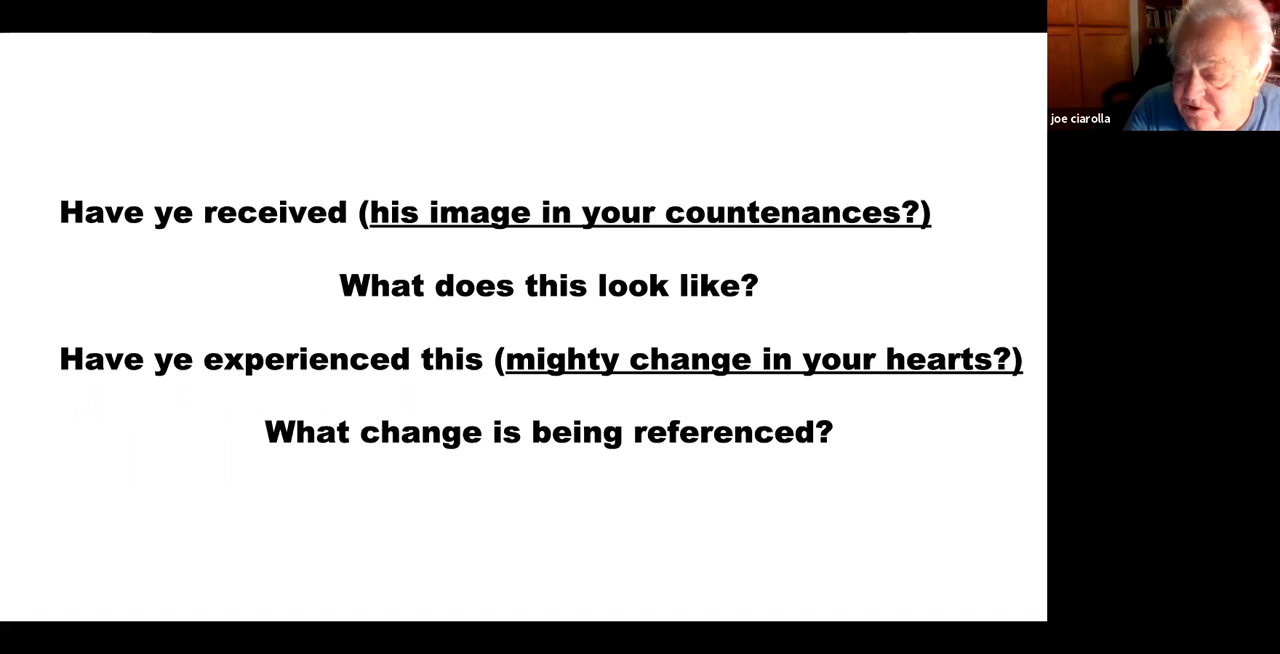 Have ye received (his image in your countenances?)
What does this look like?
Have ye experienced this (mighty change in your hearts?)
What change is being referenced?
joe ciarolla